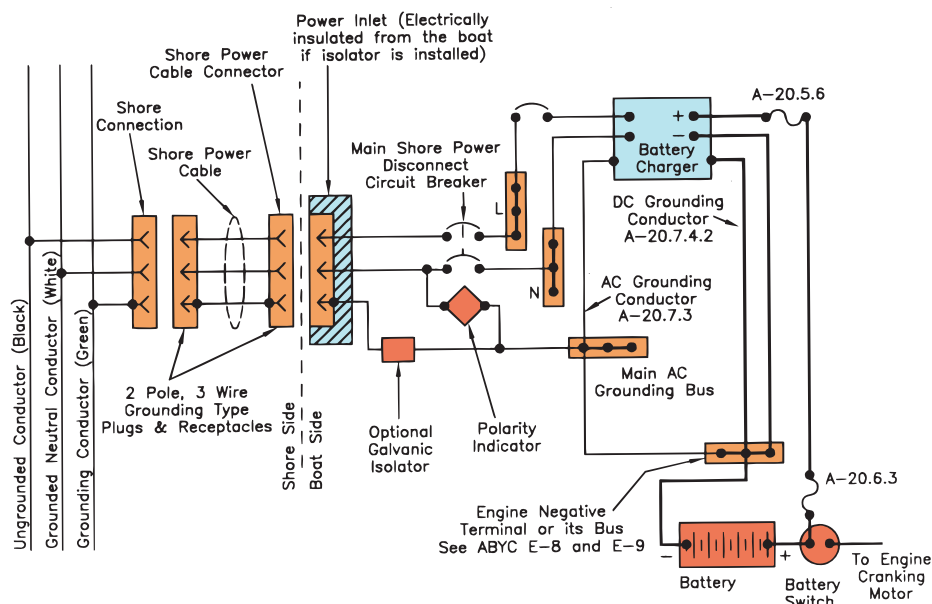 Power Inlet (Electrically
insulated from the boat
if isolator is installed)
Shore Power
Cable Connector
Shore
Connection
Shore Power
Cable
Main Shore Power
Disconnect
Circuit Breaker
A-20.5.6
+
-
Battery
Charger
L
N
DC Grounding
Conductor
A-20.7.4.2
AC Grounding
Conductor
A-20.7.3
Main AC
Grounding Bus
Ungrounded Conductor (Black)
Grounded Neutral Conductor (White)
Grounding Conductor (Green)
2 Pole, 3 Wire
Grounding Type
Plugs & Receptacles
Shore Side
Boat Side
Optional
Galvanic
Isolator
Polarity
Indicator
Engine Negative
Terminal or its Bus
See ABYC E-8 and E-9
A-20.6.3
-
+
Battery
Battery
Switch
To Engine
Cranking
Motor